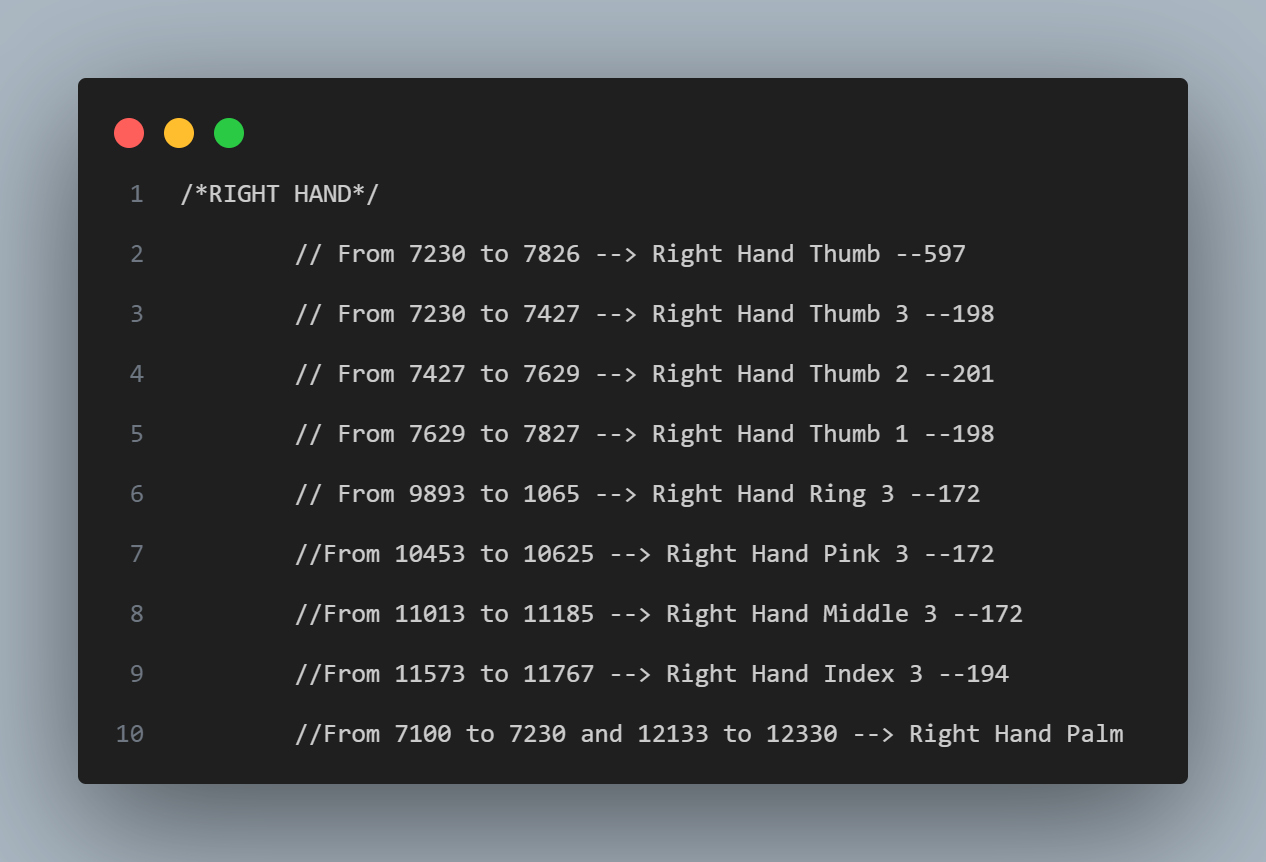 1 /*RIGHT HAND*/
2 // From 7230 to 7826 --> Right Hand Thumb --597
3 // From 7230 to 7427 --> Right Hand Thumb 3 --198
4 // From 7427 to 7629 --> Right Hand Thumb 2 --201
5 // From 7629 to 7827 --> Right Hand Thumb 1 --198
6 // From 9893 to 1065 --> Right Hand Ring 3 --172
7 //From 10453 to 10625 --> Right Hand Pink 3 --172
8 //From 11013 to 11185 --> Right Hand Middle 3 --172
9 //From 11573 to 11767 --> Right Hand Index 3 --194
10 //From 7100 to 7230 and 12133 to 12330 --> Right Hand Palm